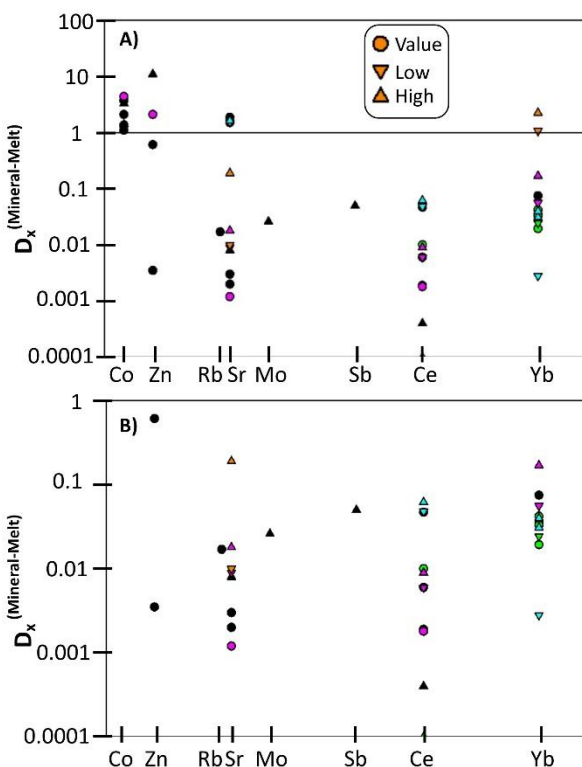 A)
Value
Low
High
100
10
1
0.1
0.01
0.001
0.0001
Dx (Mineral-Melt)
Co Zn Rb Sr Mo Sb Ce Yb
B)
1
0.1
0.01
0.001
0.0001
Dx (Mineral-Melt)
Co Zn Rb Sr Mo Sb Ce Yb